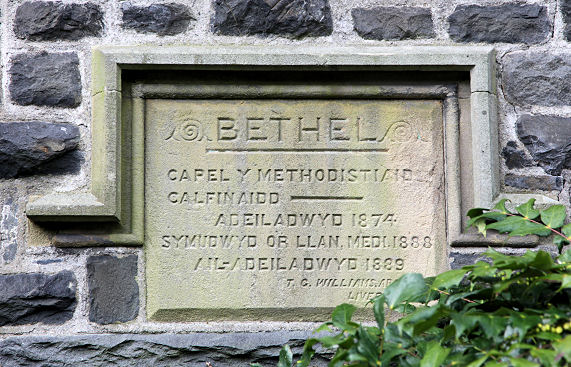 BETHEL
CAPEL Y METHODISTIAID
CALFINAIDD
ADEILADWYD 1874.
SYMUDWYD O'R LLAN, MEDI, 1888
AIL-ADEILADWYD 1889
T. G. WILLIAMS,